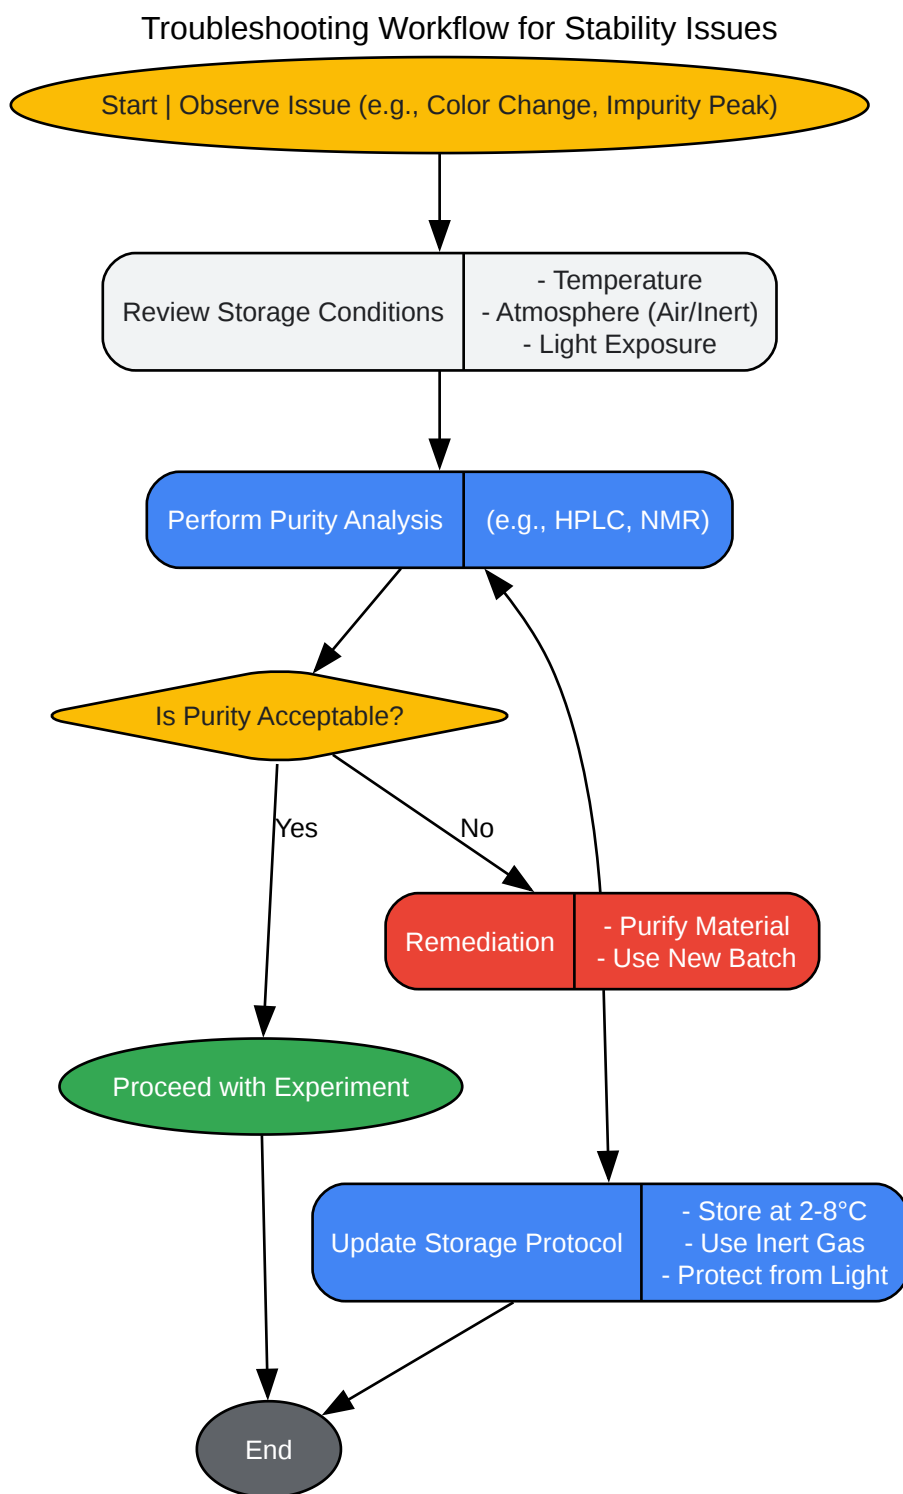 Troubleshooting Workflow for Stability Issues
Start | Observe Issue (e.g., Color Change, Impurity Peak)
Review Storage Conditions
- Temperature
- Atmosphere (Air/Inert)
- Light Exposure
Perform Purity Analysis
(e.g., HPLC, NMR)
Is Purity Acceptable?
Yes
No
Remediation
- Purify Material
- Use New Batch
Proceed with Experiment
Update Storage Protocol
- Store at 2-8°C
- Use Inert Gas
- Protect from Light
End